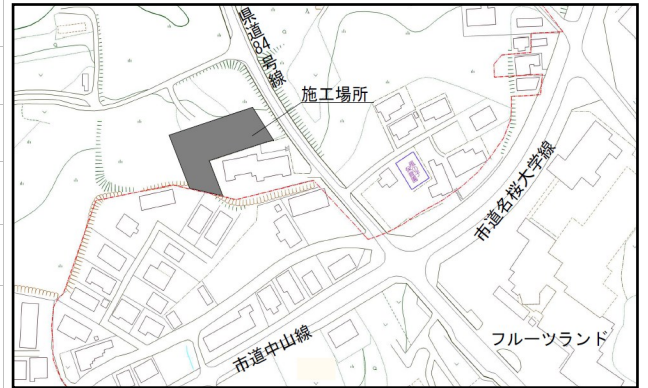 県道84号線
施工場所
市道名桜大学線
フルーツランド
市道中山線